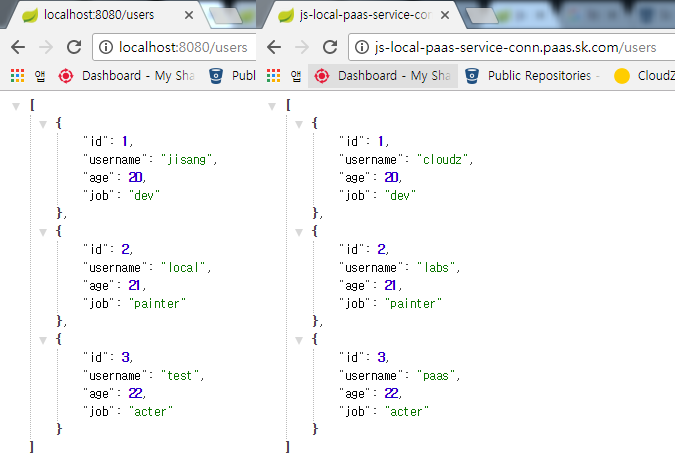 localhost:8080/users
localhost:8080/users
앱 Dashboard - My Sha Publ
[
{
"id": 1,
"username": "jisang",
"age": 20,
"job": "dev"
},
{
"id": 2,
"username": "local",
"age": 21,
"job": "painter"
},
{
"id": 3,
"username": "test",
"age": 22,
"job": "acter"
}
]
js-local-paas-service-conn
js-local-paas-service-conn.paas.sk.com/users
앱 Dashboard - My Sha Public Repositories - CloudZ
[
{
"id": 1,
"username": "cloudz",
"age": 20,
"job": "dev"
},
{
"id": 2,
"username": "labs",
"age": 21,
"job": "painter"
},
{
"id": 3,
"username": "paas",
"age": 22,
"job": "acter"
}
]